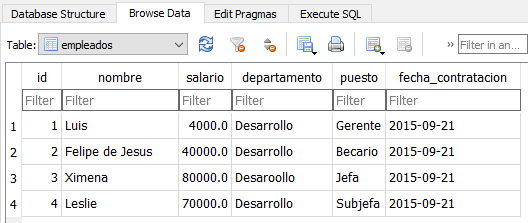 Database Structure Browse Data Edit Pragmas Execute SQL
Table: empleados » Filter in an...
id nombre salario departamento puesto fecha_contratacion
Filter Filter Filter Filter Filter Filter
1 1 Luis 4000.0 Desarrollo Gerente 2015-09-21
2 2 Felipe de Jesus 40000.0 Desarrollo Becario 2015-09-21
3 3 Ximena 80000.0 Desaroollo Jefa 2015-09-21
4 4 Leslie 70000.0 Desarrollo Subjefa 2015-09-21